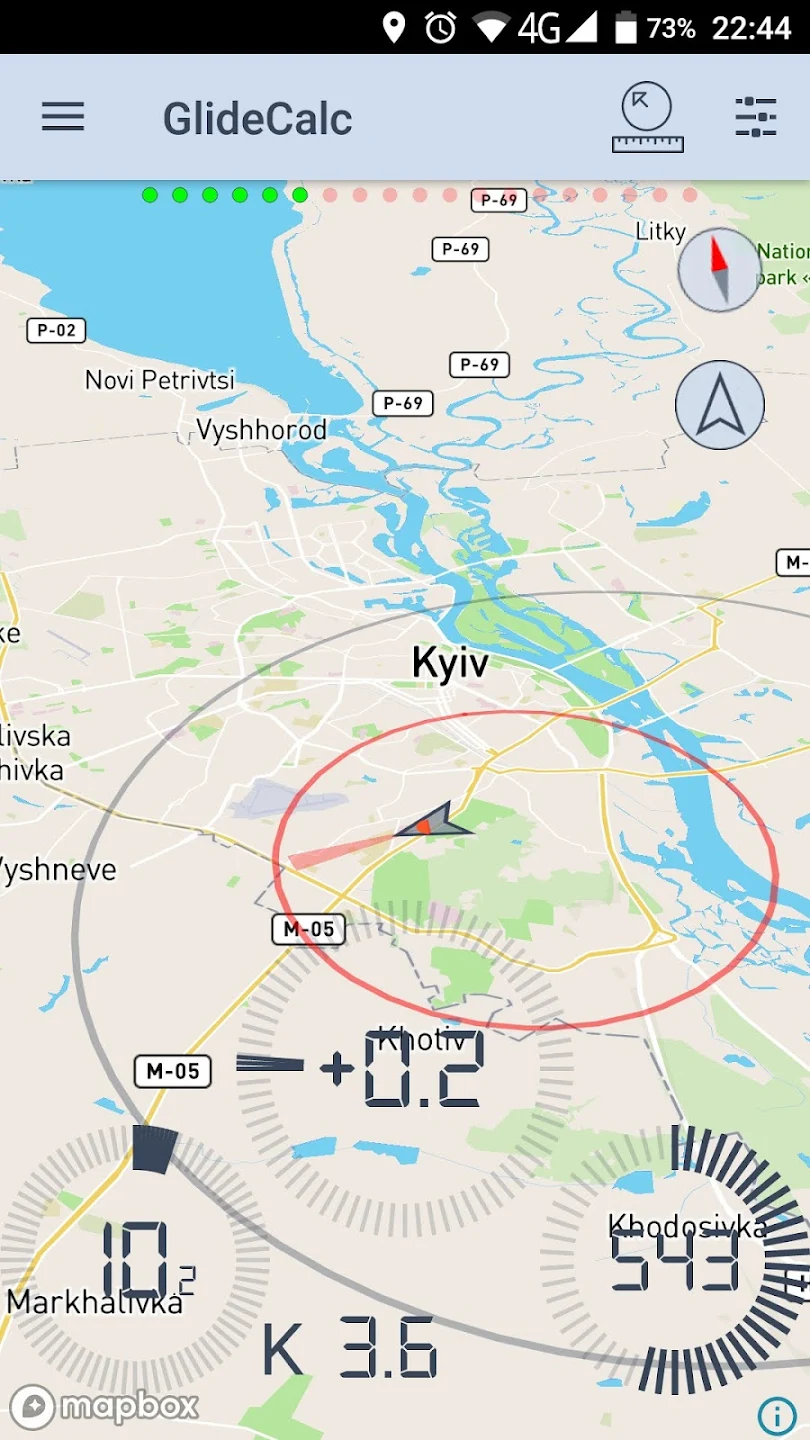 4G 73% 22:44
GlideCalc
P-69
Litky
P-69
Nation
park «
P-02
P-69
Novi Petrivtsi
P-69
Vyshhorod
M-
ke
Kyiv
livska
hivka
Vyshneve
M-05
Khotiv
+0.2
M-05
Khodosivka
543
10.2
Markhalivka
K 3.6
mapbox
i